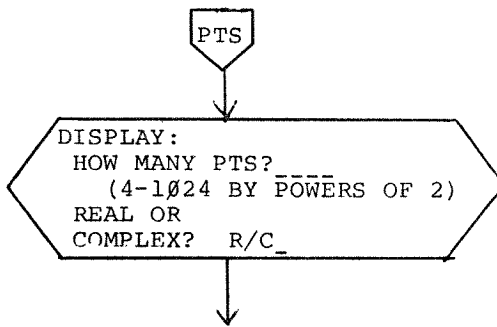 PTS
DISPLAY:
HOW MANY PTS?____
(4-1Ø24 BY POWERS OF 2)
REAL OR
COMPLEX? R/C_